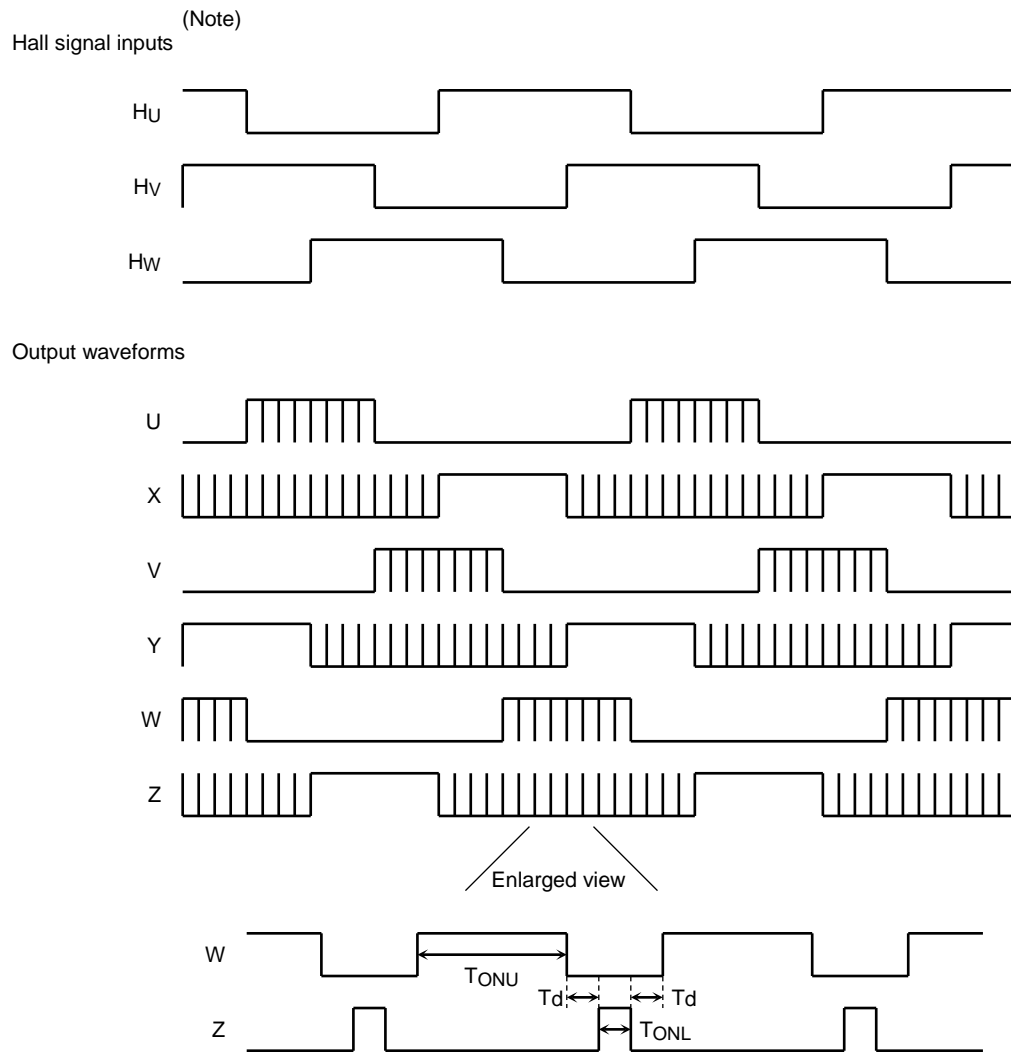 (Note)
Hall signal inputs
HU
HV
HW
Output waveforms
U
X
V
Y
W
Z
Enlarged view
W
TONU
Td Td
Z
TONL